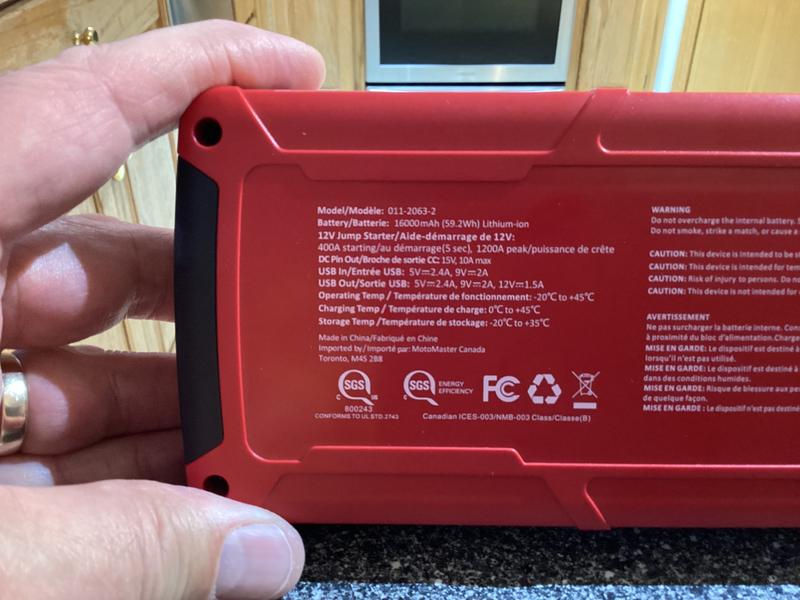 Model/Modèle: 011-2063-2
Battery/Batterie: 16000mAh (59.2Wh) Lithium-ion
12V Jump Starter/Aide-démarrage de 12V:
400A starting/au démarrage(5 sec), 1200A peak/puissance de crête
DC Pin Out/Broche de sortie CC: 15V, 10A max
USB In/Entrée USB: 5V⎓2.4A, 9V⎓2A
USB Out/Sortie USB: 5V⎓2.4A, 9V⎓2A, 12V⎓1.5A
Operating Temp / Température de fonctionnement: -20℃ to +45℃
Charging Temp / Température de charge: 0℃ to +45℃
Storage Temp /Température de stockage: -20℃ to +35℃
Made in China/Fabriqué en Chine
Imported by/Importé par: MotoMaster Canada
Toronto, M4S 2B8
SGS
C US
800243
CONFORMS TO UL STD.2743
SGS
C
ENERGY
EFFICIENCY
FC
Canadian ICES-003/NMB-003 Class/Classe(B)
WARNING
Do not overcharge the internal battery.
Do not smoke, strike a match, or cause a
CAUTION: This device is intended to be
CAUTION: This device is intended for
CAUTION: Risk of injury to persons. Do
CAUTION: This device is not intended for
AVERTISSEMENT
Ne pas surcharger la batterie interne.
à proximité du bloc d'alimentation.
MISE EN GARDE: Le dispositif est destiné à
lorsqu'il n'est pas utilisé.
MISE EN GARDE: Le dispositif est destiné à
dans des conditions humides.
MISE EN GARDE : Risque de blessure aux
de quelque façon.
MISE EN GARDE : Le dispositif n'est pas destiné